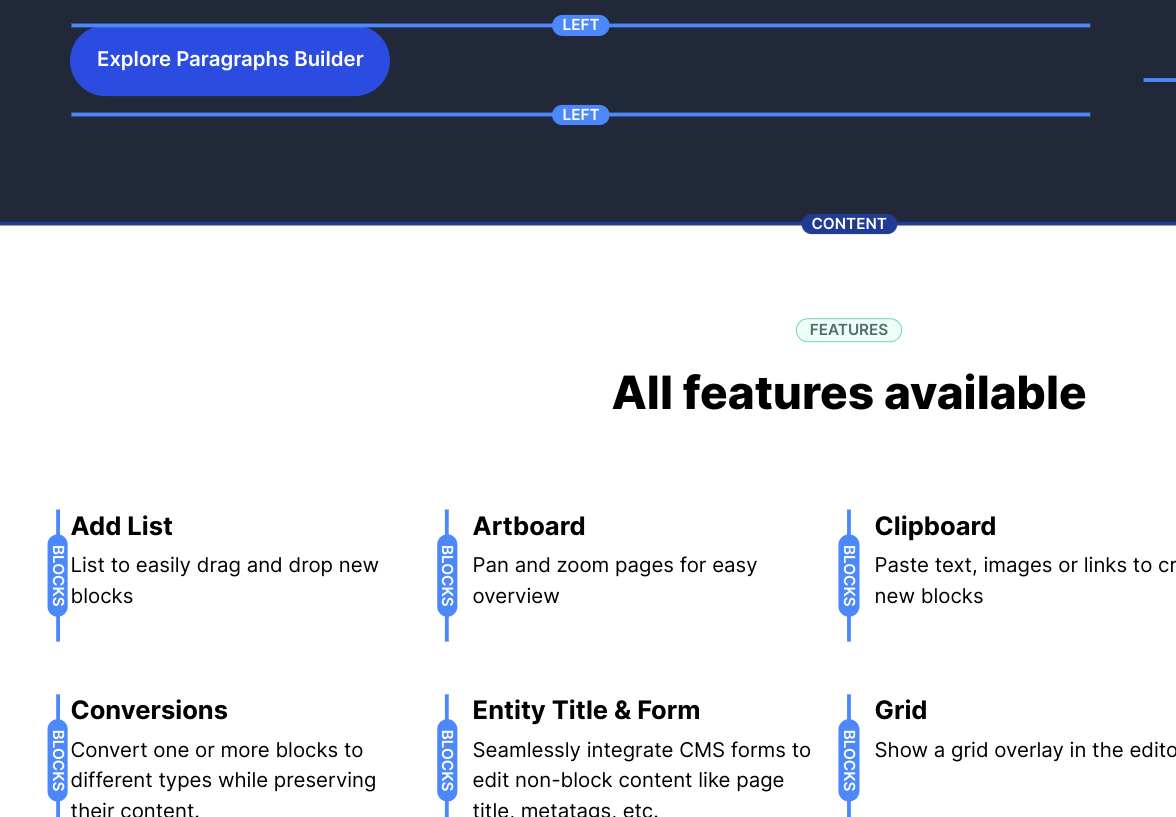 LEFT
Explore Paragraphs Builder
LEFT
CONTENT
FEATURES
All features available
BLOCKS
Add List
List to easily drag and drop new
blocks
BLOCKS
Artboard
Pan and zoom pages for easy
overview
BLOCKS
Clipboard
Paste text, images or links to
new blocks
BLOCKS
Conversions
Convert one or more blocks to
different types while preserving
their content.
BLOCKS
Entity Title & Form
Seamlessly integrate CMS forms to
edit non-block content like page
title, metatags, etc.
BLOCKS
Grid
Show a grid overlay in the